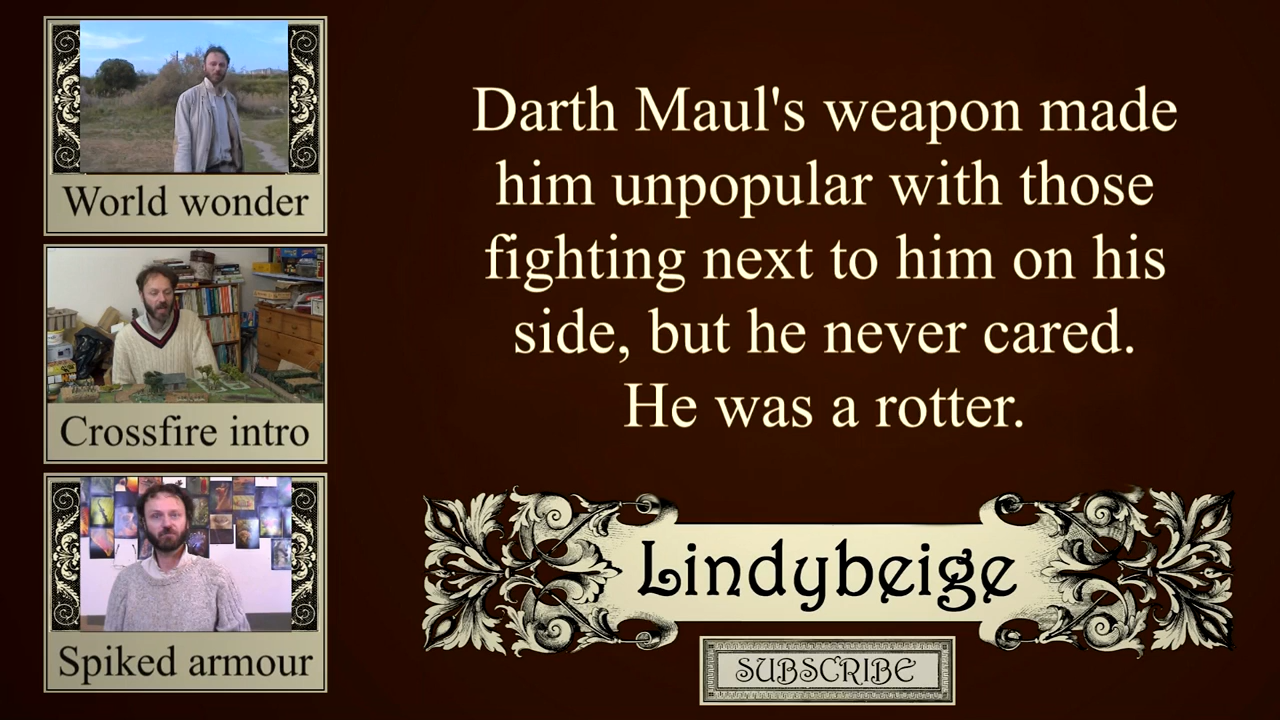 World wonder
Crossfire intro
Spiked armour
Darth Maul's weapon made
him unpopular with those
fighting next to him on his
side, but he never cared.
He was a rotter.
Lindybeige
SUBSCRIBE